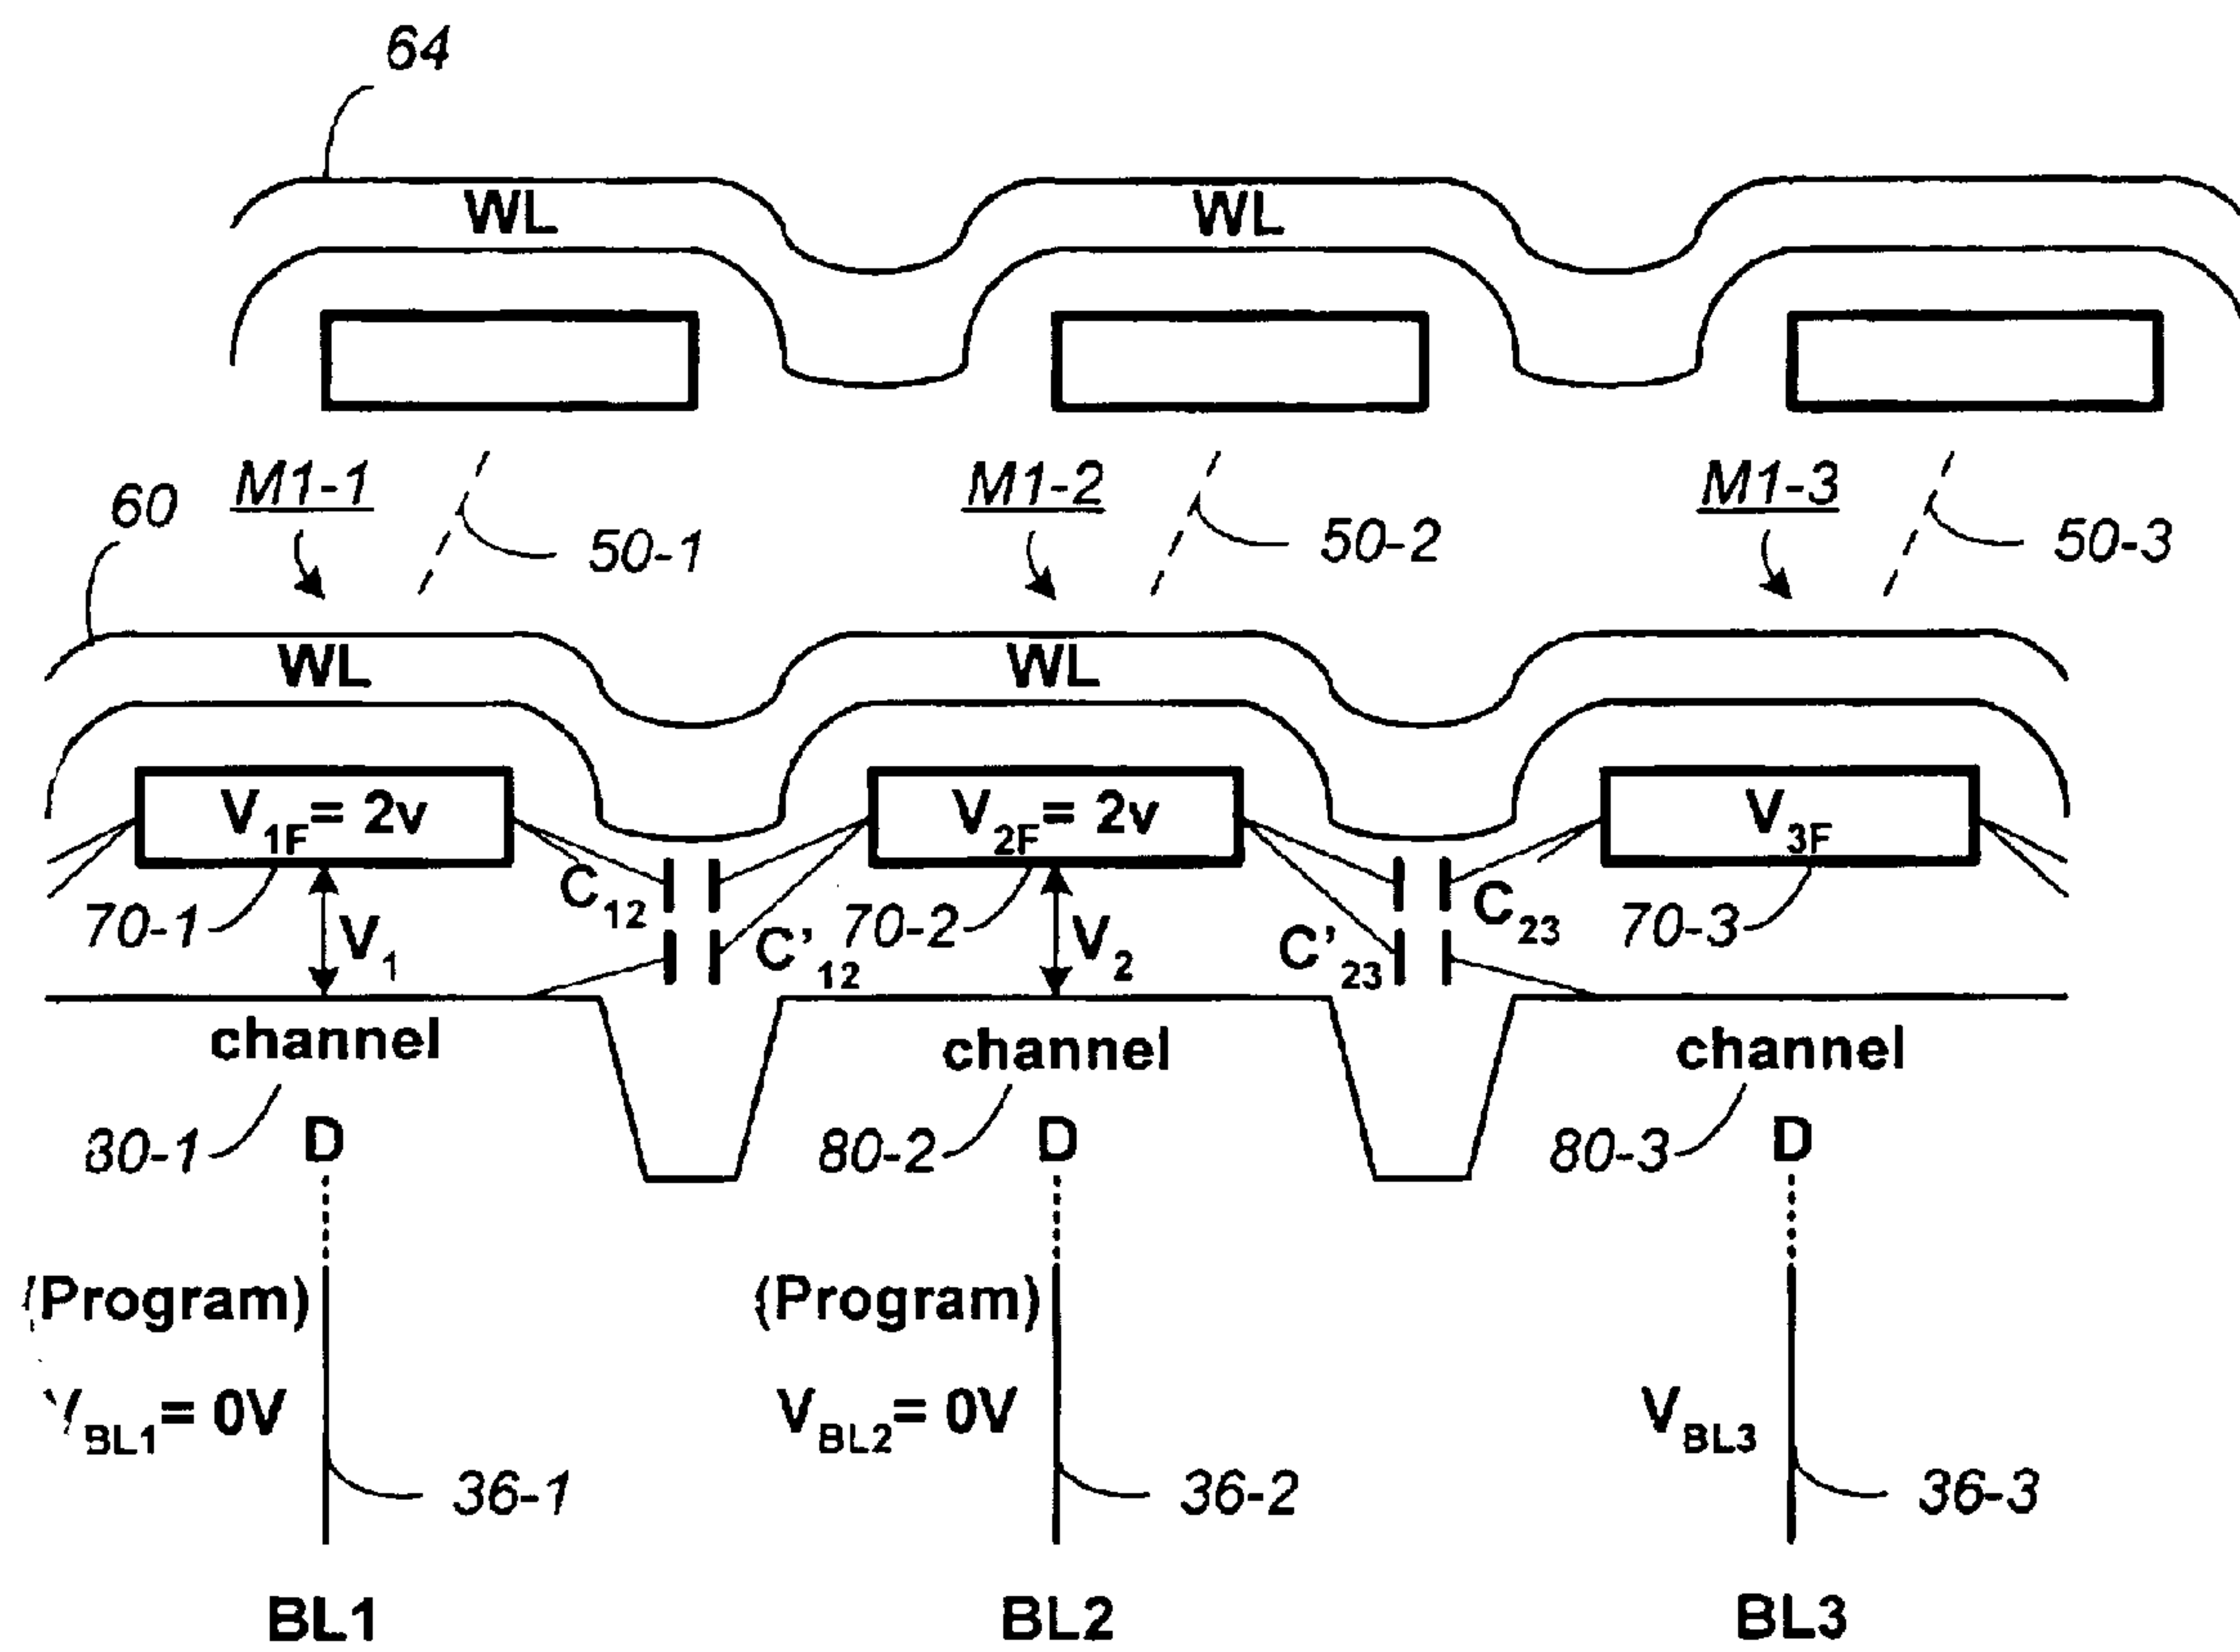 64
WL WL
M1-1 M1-2 M1-3
60
50-1 50-2 50-3
WL WL
V1F = 2v V2F = 2v V3F
C12 C23
70-1 V1 C'12 70-2 V2 C'23 70-3
channel channel channel
80-1 D 80-2 D 80-3 D
(Program) (Program)
VBL1 = 0V VBL2 = 0V VBL3
36-1 36-2 36-3
BL1 BL2 BL3